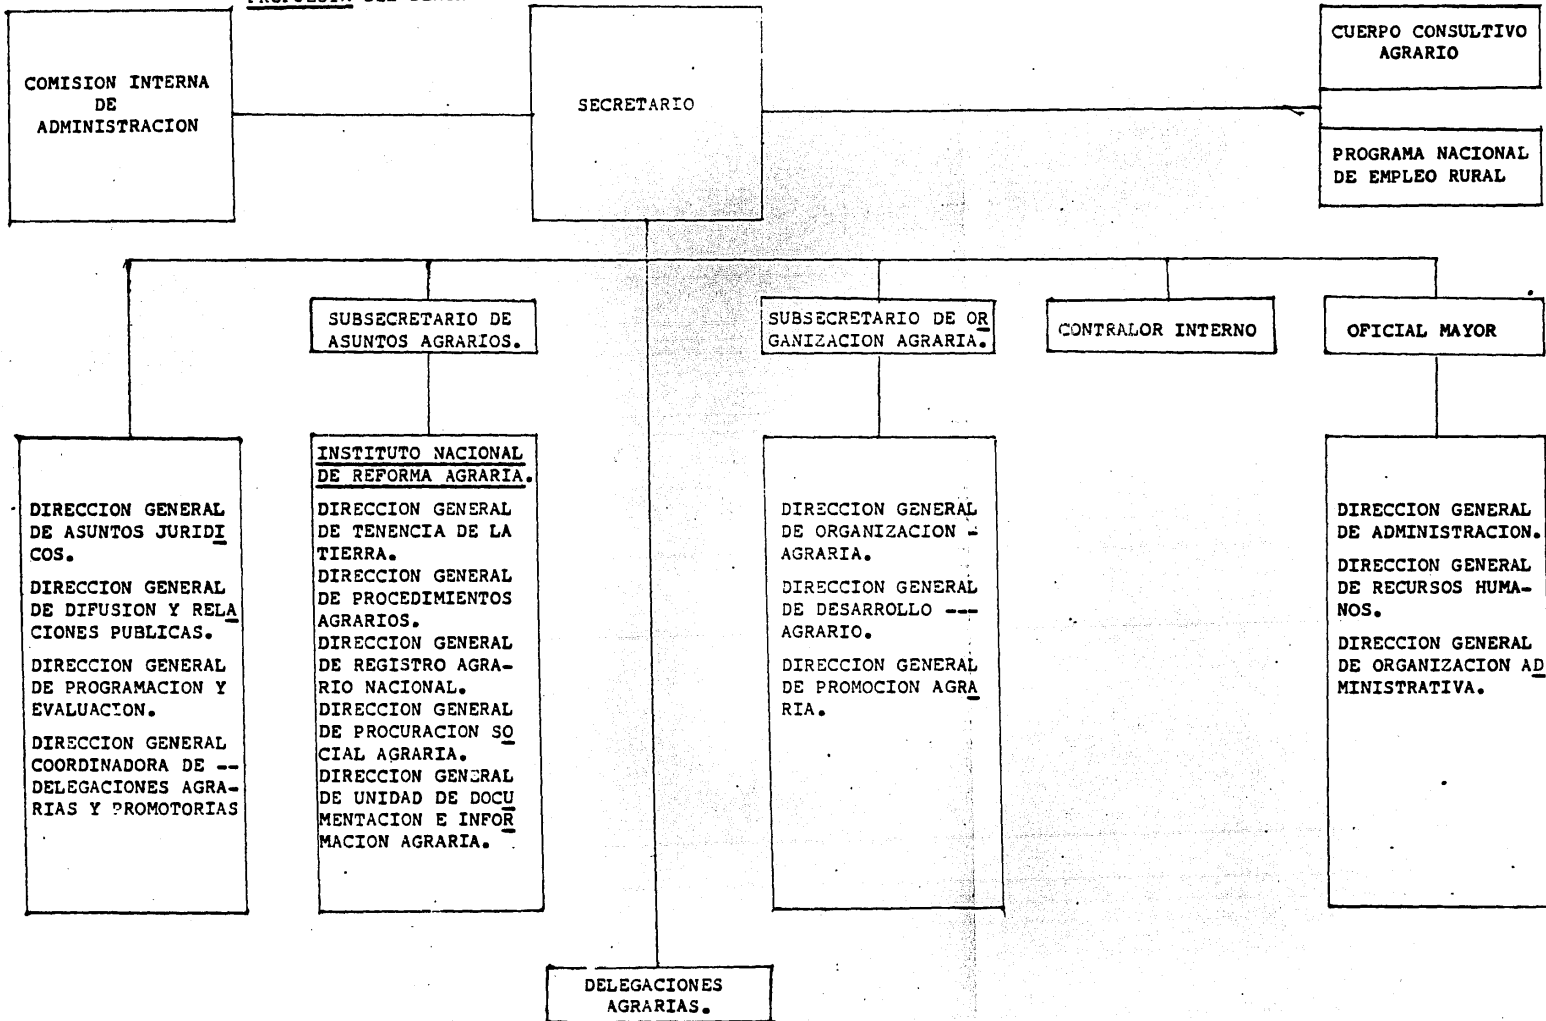 COMISION INTERNA
DE
ADMINISTRACION
SECRETARIO
CUERPO CONSULTIVO
AGRARIO
PROGRAMA NACIONAL
DE EMPLEO RURAL
SUBSECRETARIO DE
ASUNTOS AGRARIOS.
SUBSECRETARIO DE OR
GANIZACION AGRARIA.
CONTRALOR INTERNO
OFICIAL MAYOR
DIRECCION GENERAL
DE ASUNTOS JURIDI
COS.
DIRECCION GENERAL
DE DIFUSION Y RELA
CIONES PUBLICAS.
DIRECCION GENERAL
DE PROGRAMACION Y
EVALUACION.
DIRECCION GENERAL
COORDINADORA DE --
DELEGACIONES AGRA-
RIAS Y PROMOTORIAS
INSTITUTO NACIONAL
DE REFORMA AGRARIA.
DIRECCION GENERAL
DE TENENCIA DE LA
TIERRA.
DIRECCION GENERAL
DE PROCEDIMIENTOS
AGRARIOS.
DIRECCION GENERAL
DE REGISTRO AGRA-
RIO NACIONAL.
DIRECCION GENERAL
DE PROCURACION SO
CIAL AGRARIA.
DIRECCION GENERAL
DE UNIDAD DE DOCU
MENTACION E INFOR
MACION AGRARIA.
DIRECCION GENERAL
DE ORGANIZACION -
AGRARIA.
DIRECCION GENERAL
DE DESARROLLO ---
AGRARIO.
DIRECCION GENERAL
DE PROMOCION AGRA
RIA.
DIRECCION GENERAL
DE ADMINISTRACION.
DIRECCION GENERAL
DE RECURSOS HUMA-
NOS.
DIRECCION GENERAL
DE ORGANIZACION AD
MINISTRATIVA.
DELEGACIONES
AGRARIAS.